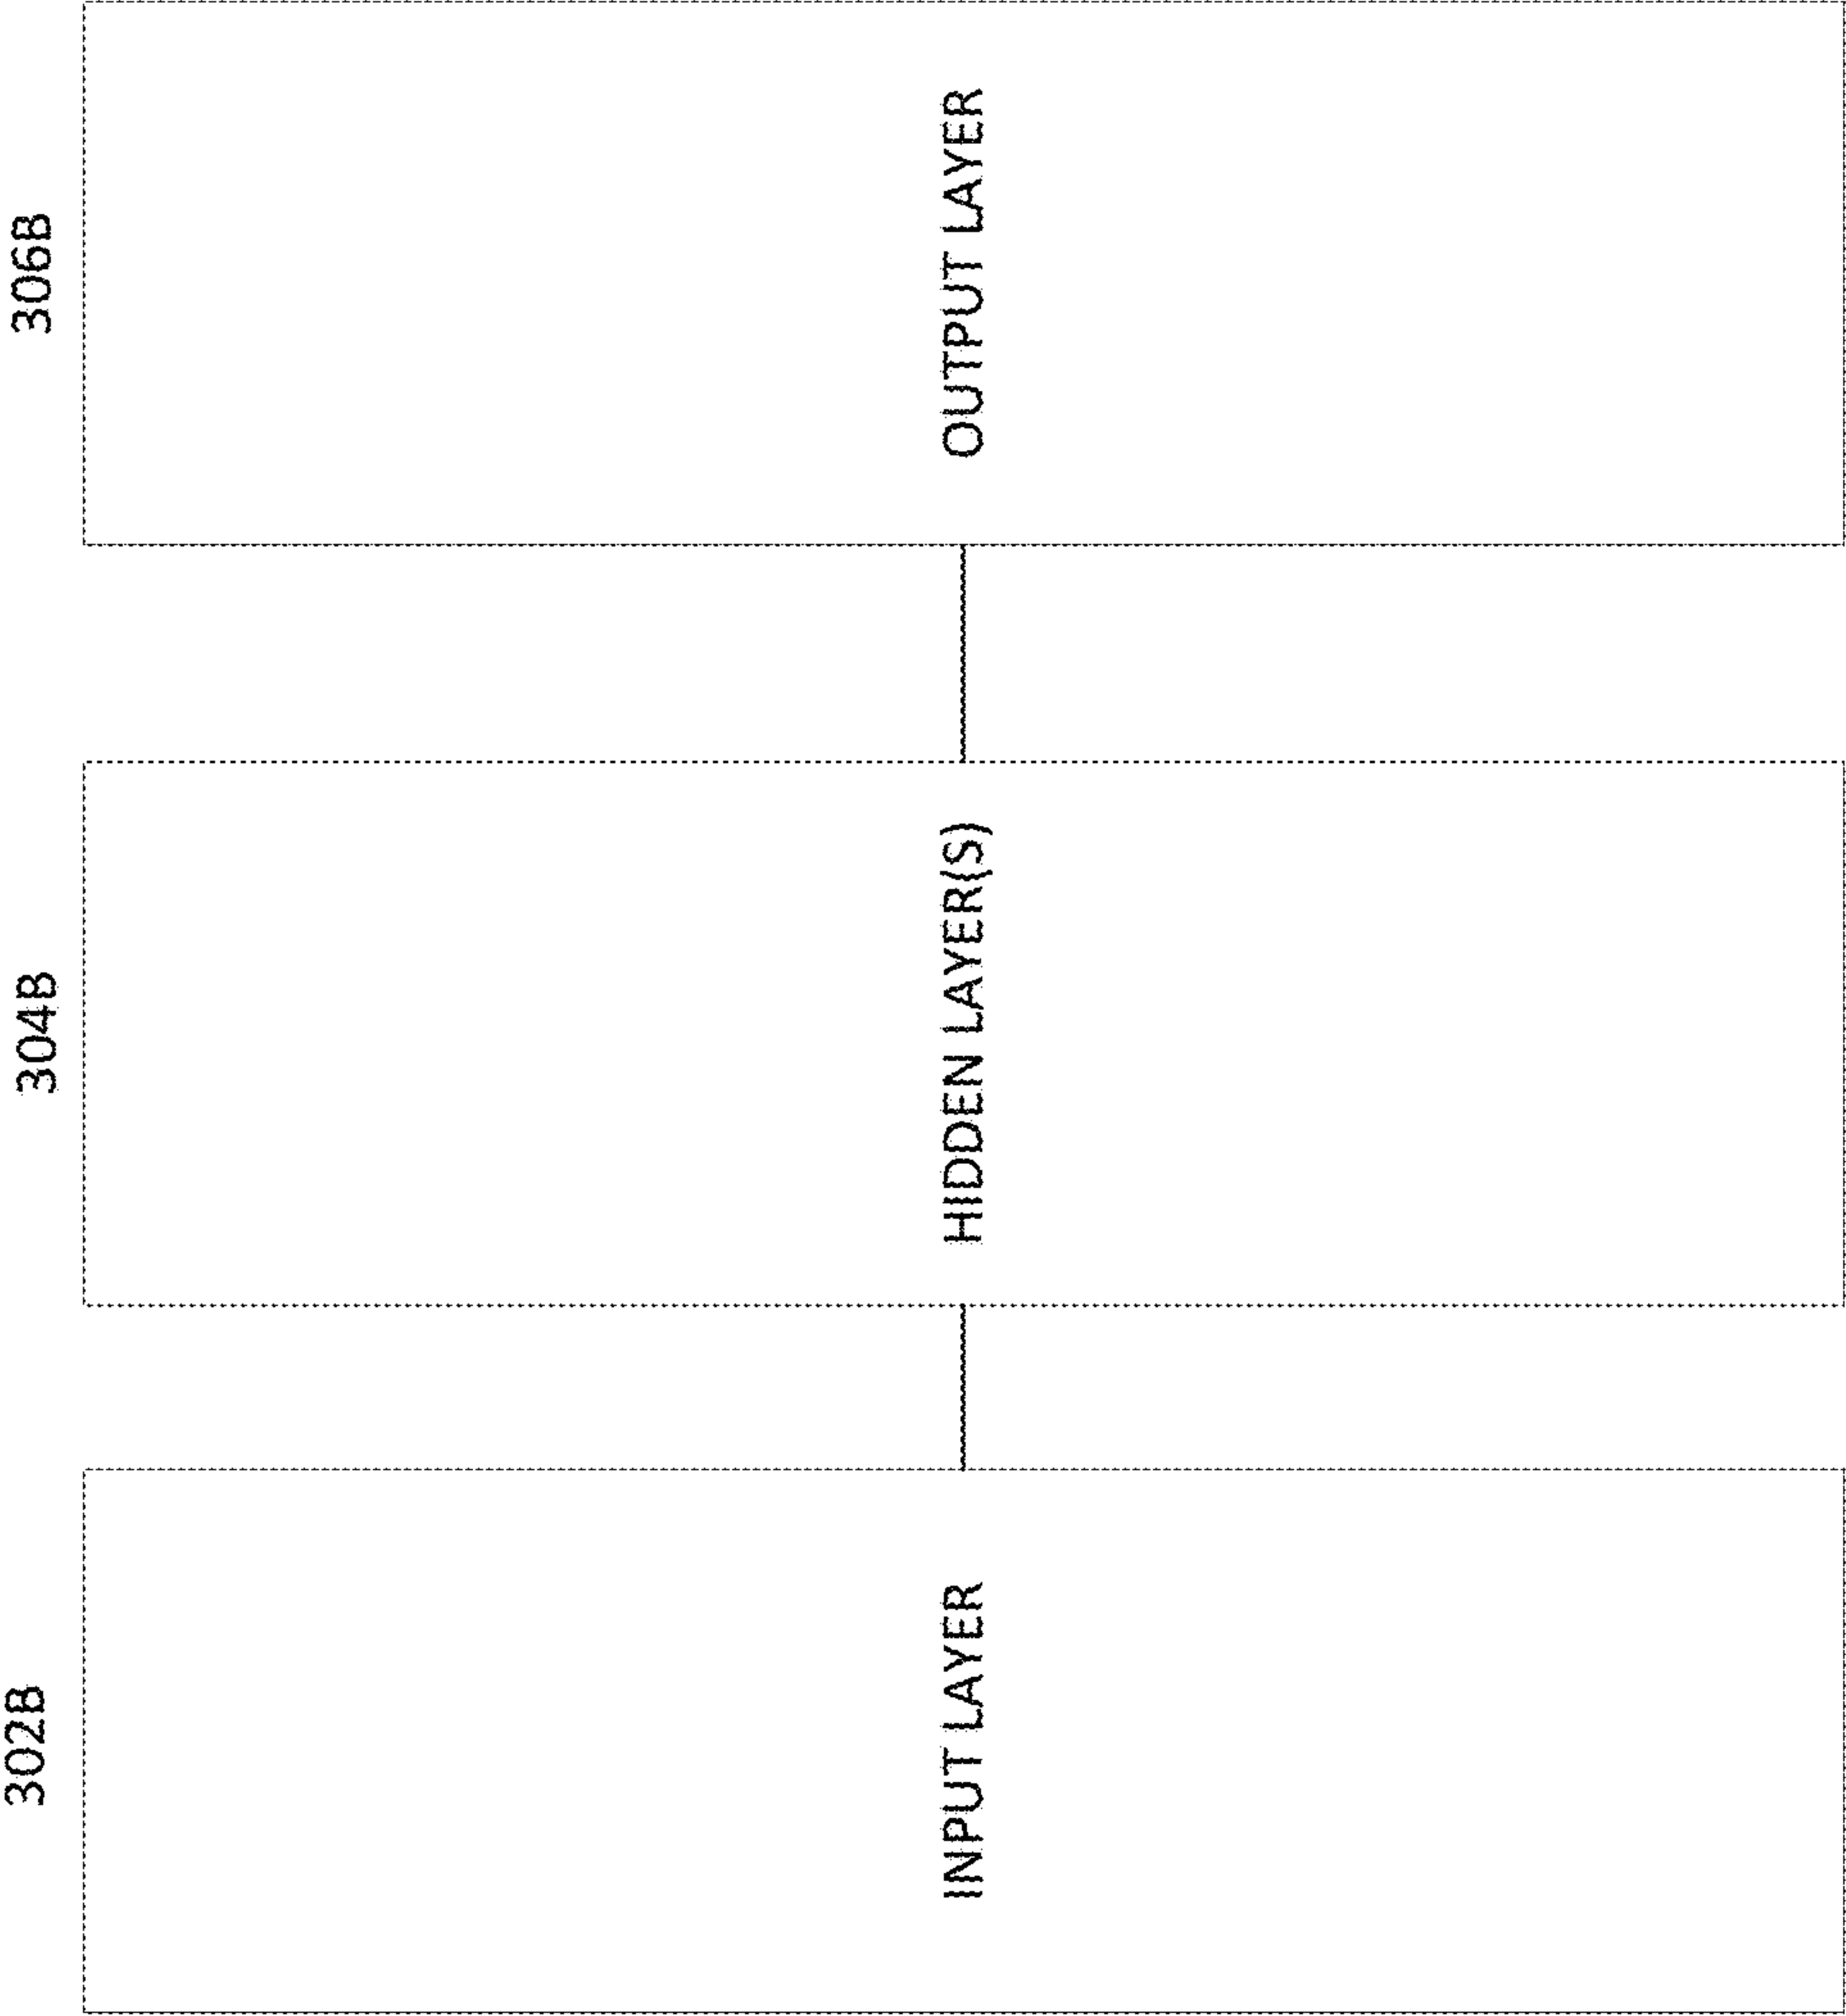 302B
304B
306B
INPUT LAYER
HIDDEN LAYER(S)
OUTPUT LAYER